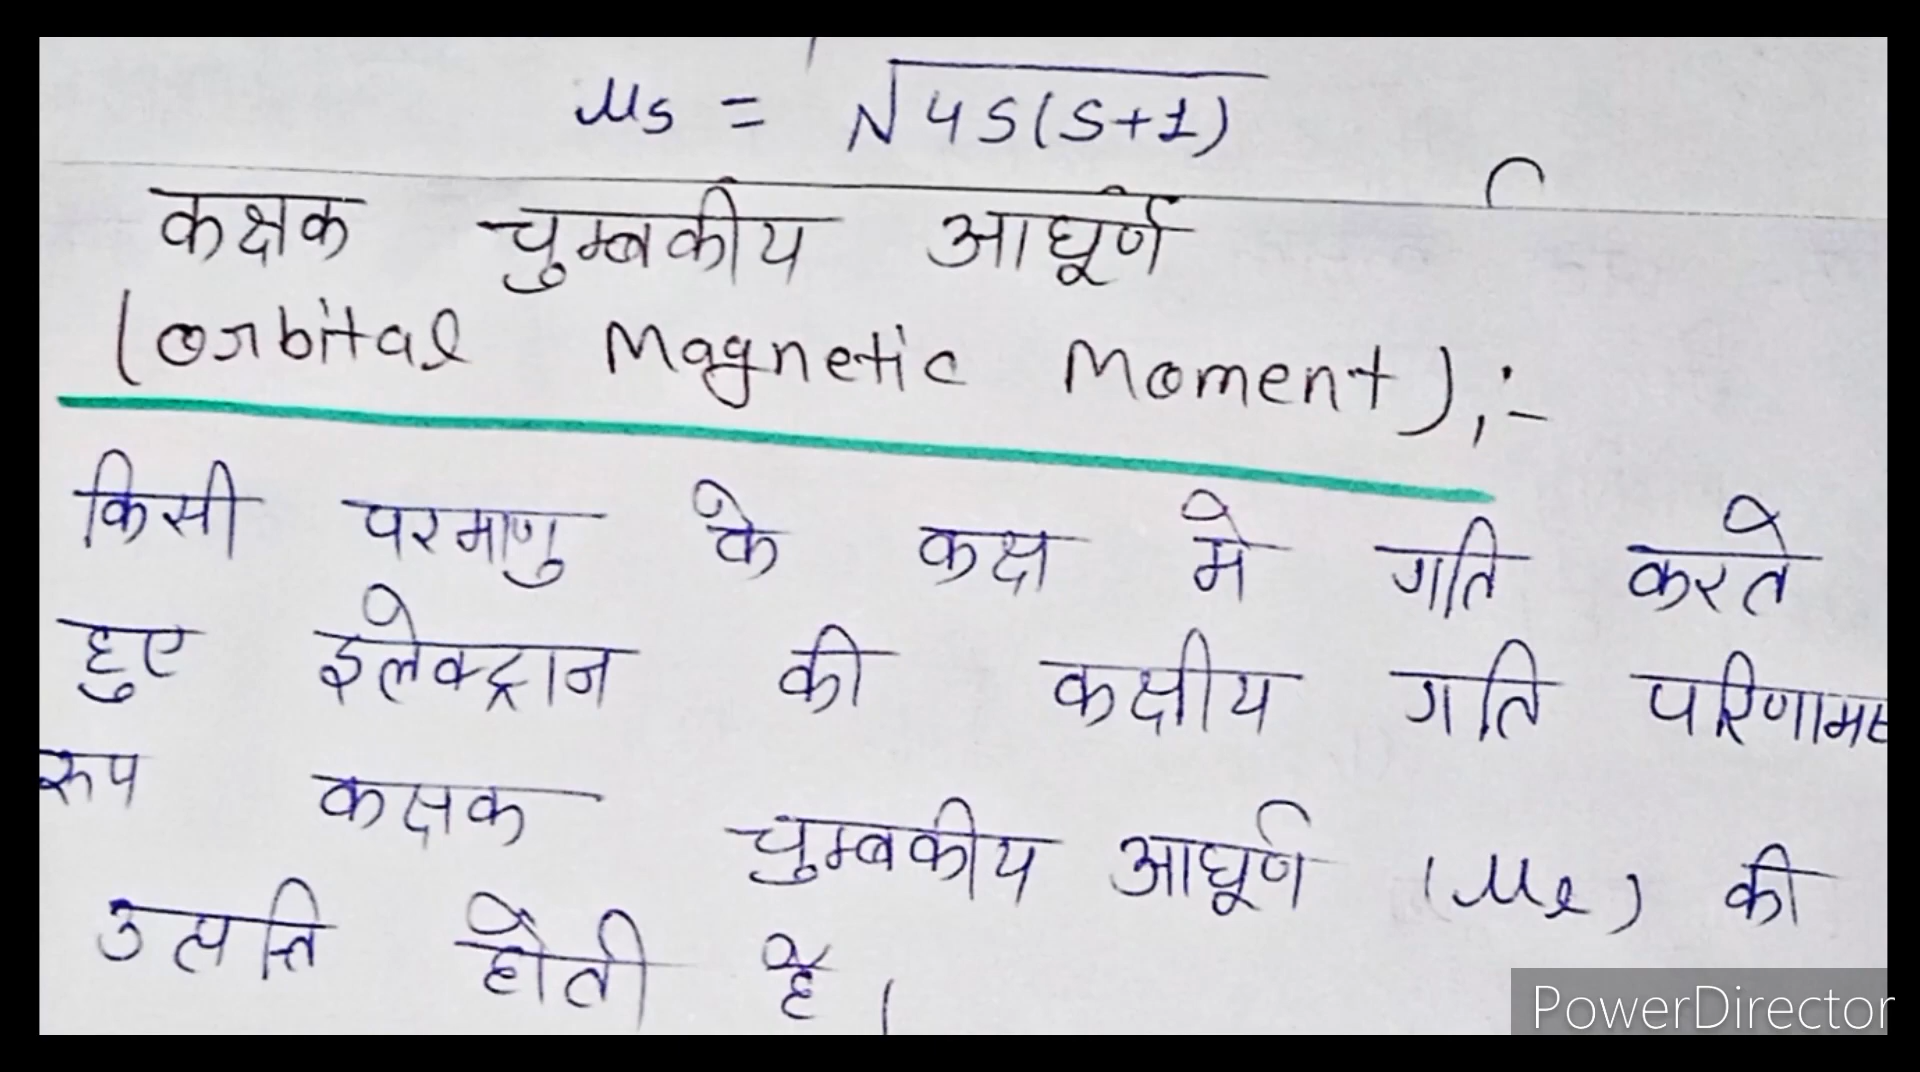 μs = √4S(S+1)
कक्षक चुम्बकीय आघूर्ण
(Orbital Magnetic Moment):-
किसी परमाणु के कक्ष मे गति करते
हुए इलेक्ट्रान की कक्षीय गति परिणामस्
रूप कक्षक चुम्बकीय आघूर्ण (μl) की
उत्पत्ति होती है।
PowerDirector